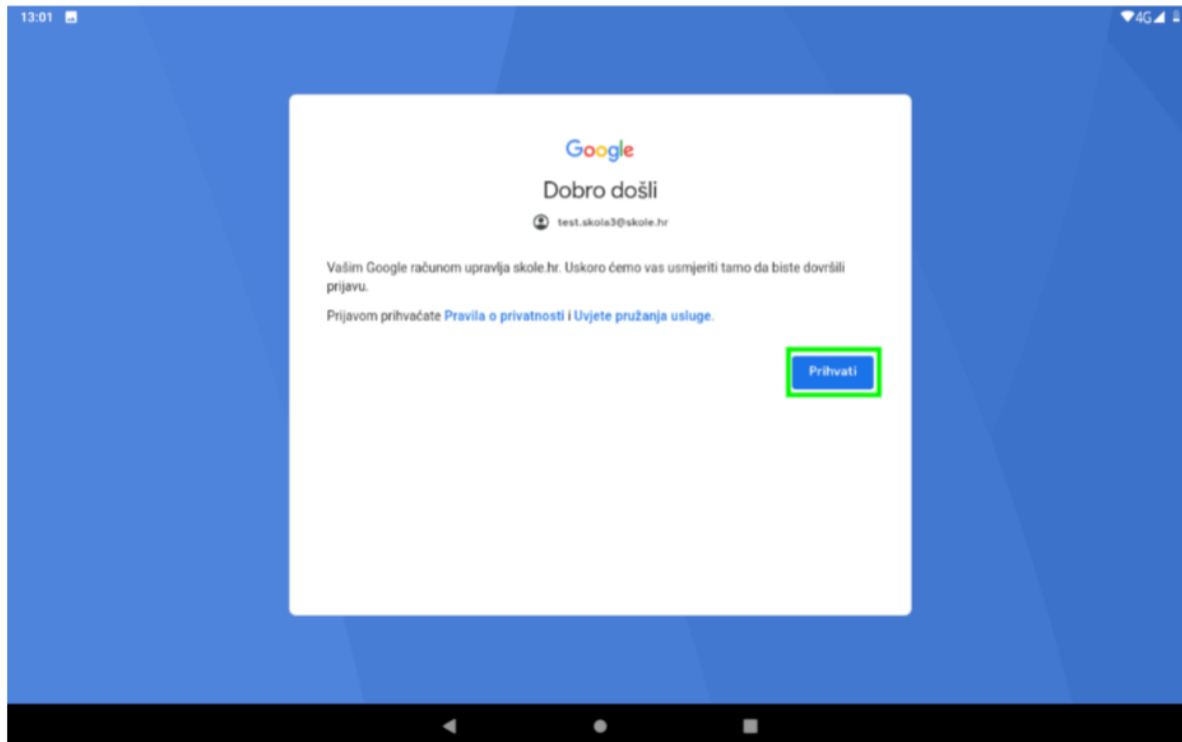 13:01
4G
Google
Dobro došli
test.skola3@skole.hr
Vašim Google računom upravlja skole.hr. Uskoro ćemo vas usmjeriti tamo da biste dovršili
prijavu.
Prijavom prihvaćate Pravila o privatnosti i Uvjete pružanja usluge.
Prihvati